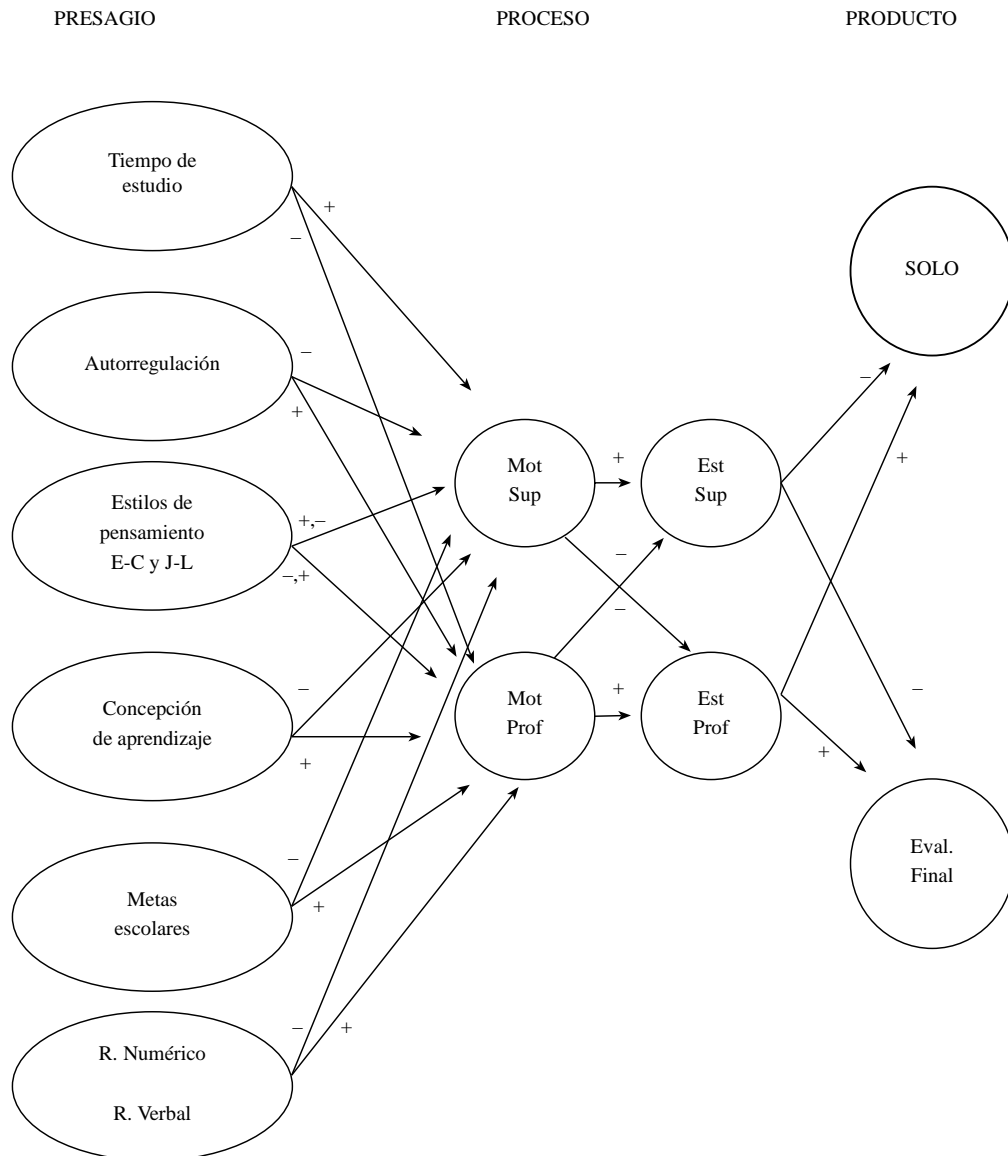 PRESAGIO
PROCESO
PRODUCTO
Tiempo de
estudio
+
–
SOLO
Autorregulación
–
+
–
Estilos de
pensamiento
E-C y J-L
+,–
–,+
Mot
Sup
+
Est
Sup
+
–
–
Concepción
de aprendizaje
–
+
Mot
Prof
+
Est
Prof
–
+
Metas
escolares
–
+
Eval.
Final
R. Numérico
R. Verbal
–
+